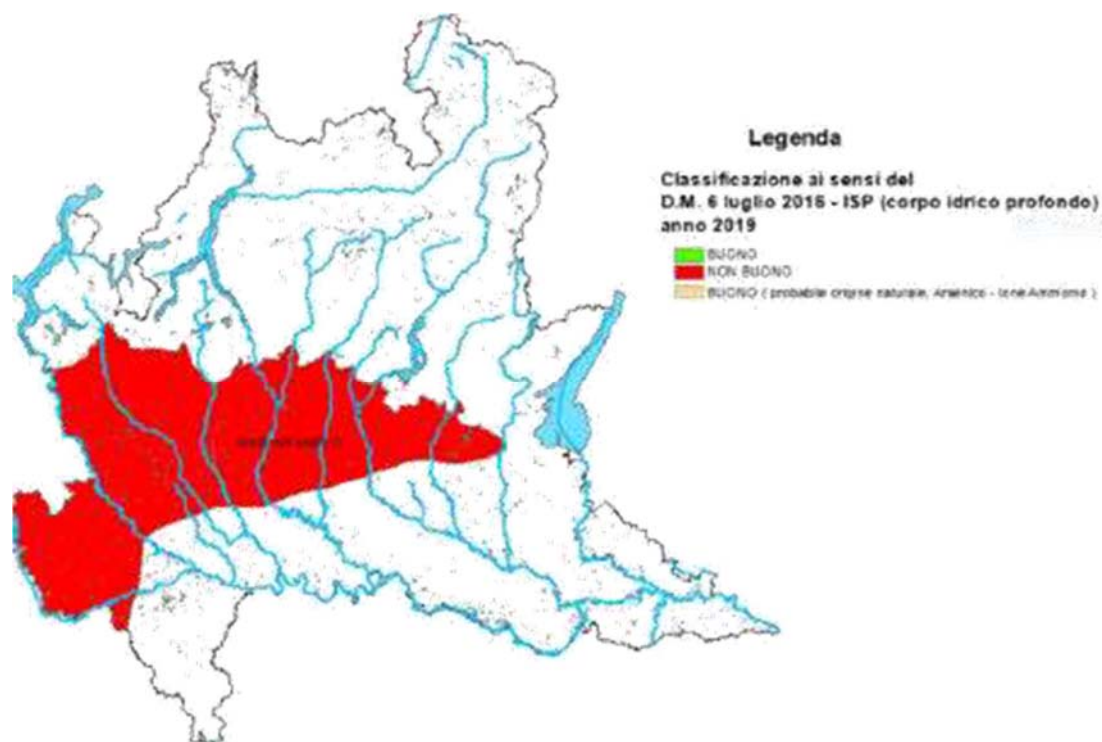 Legenda
Classificazione ai sensi del
D.M. 6 luglio 2016 - ISP (corpo idrico profondo)
anno 2019
BUONO
NON BUONO
BUONO ( probabile origine naturale, Arsenico - Ione Ammonio )